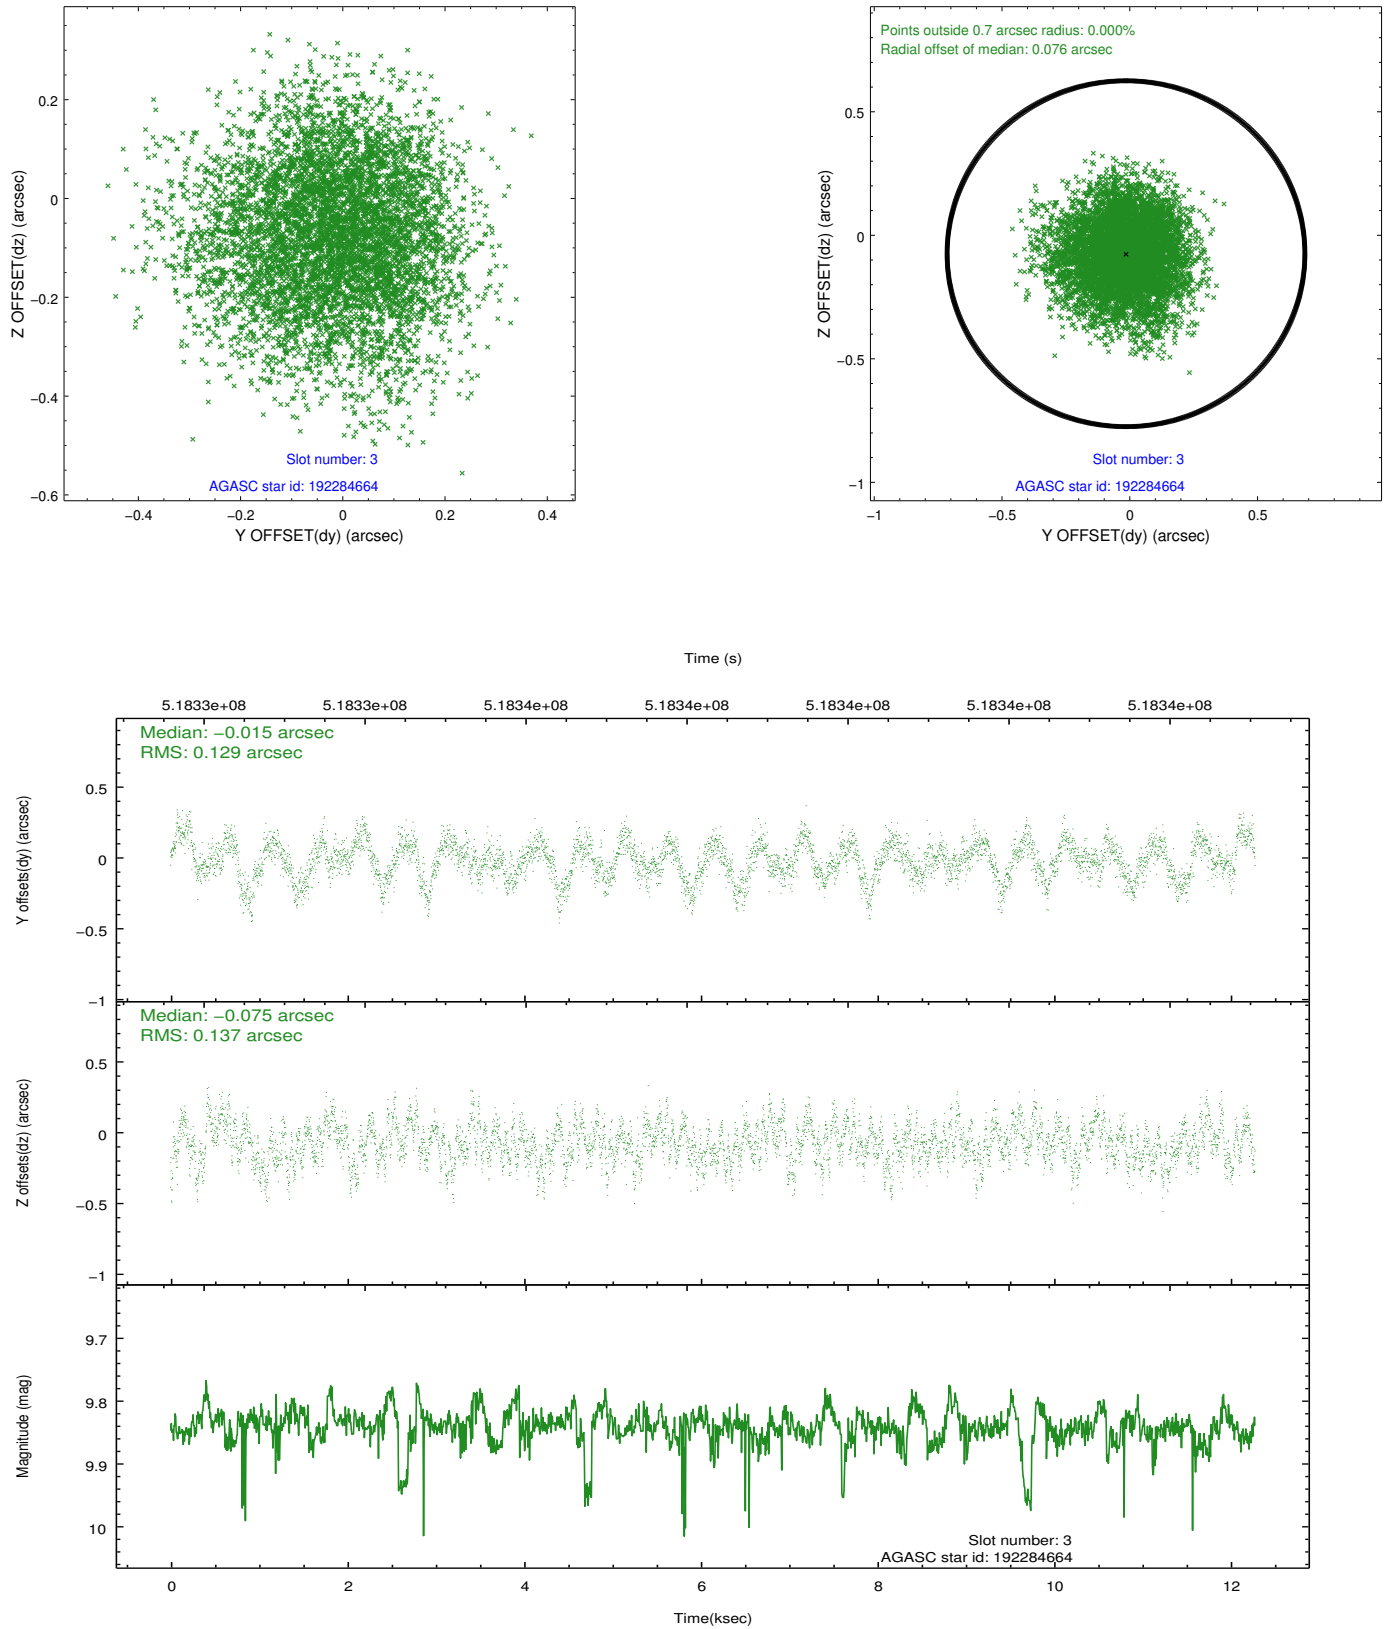 0.2
0
−0.2
−0.4
−0.6
Z OFFSET(dz) (arcsec)
Slot number: 3
AGASC star id: 192284664
−0.4
−0.2
0
0.2
0.4
Y OFFSET(dy) (arcsec)
Points outside 0.7 arcsec radius: 0.000%
Radial offset of median: 0.076 arcsec
0.5
0
−0.5
−1
Z OFFSET(dz) (arcsec)
Slot number: 3
AGASC star id: 192284664
−1
−0.5
0
0.5
Y OFFSET(dy) (arcsec)
Time (s)
5.1833e+08
5.1833e+08
5.1834e+08
5.1834e+08
5.1834e+08
5.1834e+08
5.1834e+08
Median: −0.015 arcsec
RMS: 0.129 arcsec
0.5
0
−0.5
−1
Y offsets(dy) (arcsec)
Median: −0.075 arcsec
RMS: 0.137 arcsec
0.5
0
−0.5
−1
Z offsets(dz) (arcsec)
9.7
9.8
9.9
10
Magnitude (mag)
Slot number: 3
AGASC star id: 192284664
0
2
4
6
8
10
12
Time(ksec)